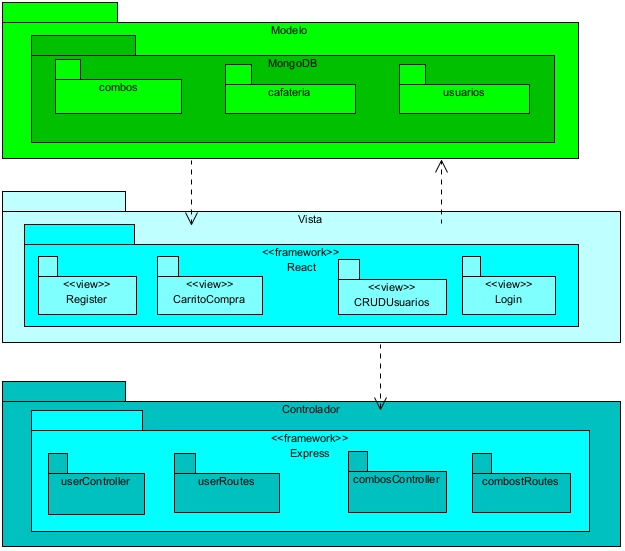 Modelo
MongoDB
combos
cafateria
usuarios
Vista
<<framework>>
React
<<view>>
Register
<<view>>
CarritoCompra
<<view>>
CRUDUsuarios
<<view>>
Login
Controlador
<<framework>>
Express
userController
userRoutes
combosController
combostRoutes